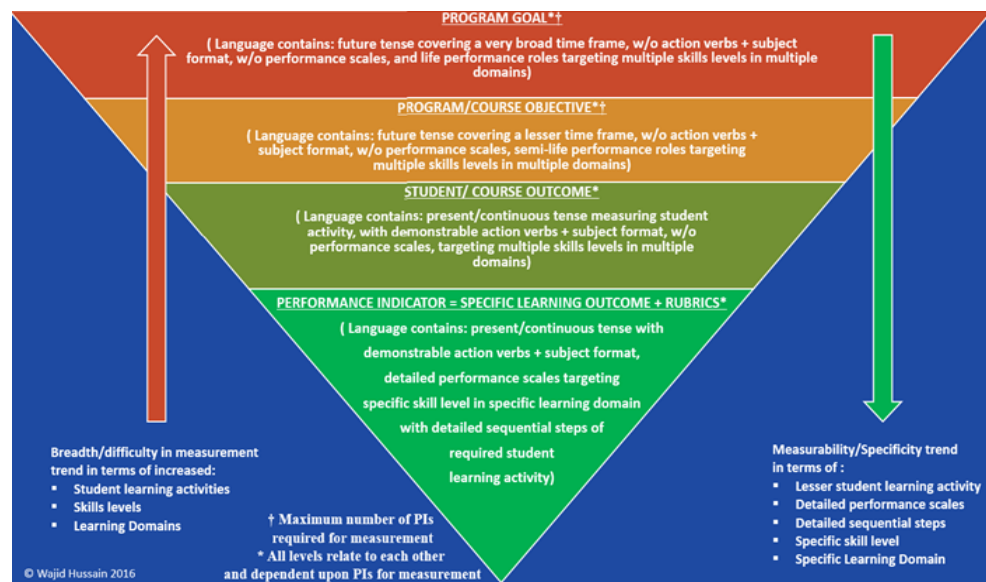 PROGRAM GOAL*†
( Language contains: future tense covering a very broad time frame, w/o action verbs + subject
format, w/o performance scales, and life performance roles targeting multiple skills levels in multiple
domains)
PROGRAM/COURSE OBJECTIVE*†
( Language contains: future tense covering a lesser time frame, w/o action verbs +
subject format, w/o performance scales, semi-life performance roles targeting
multiple skills levels in multiple domains)
STUDENT/ COURSE OUTCOME*
( Language contains: present/continuous tense measuring student
activity, with demonstrable action verbs + subject format, w/o
performance scales, targeting multiple skills levels in multiple
domains)
PERFORMANCE INDICATOR = SPECIFIC LEARNING OUTCOME + RUBRICS*
( Language contains: present/continuous tense with
demonstrable action verbs + subject format,
detailed performance scales targeting
specific skill level in specific learning domain
with detailed sequential steps of
required student
learning activity)
Breadth/difficulty in measurement
trend in terms of increased:
▪ Student learning activities
▪ Skills levels
▪ Learning Domains
Measurability/Specificity trend
in terms of :
▪ Lesser student learning activity
▪ Detailed performance scales
▪ Detailed sequential steps
▪ Specific skill level
▪ Specific Learning Domain
† Maximum number of PIs
required for measurement
* All levels relate to each other
and dependent upon PIs for measurement
© Wajid Hussain 2016